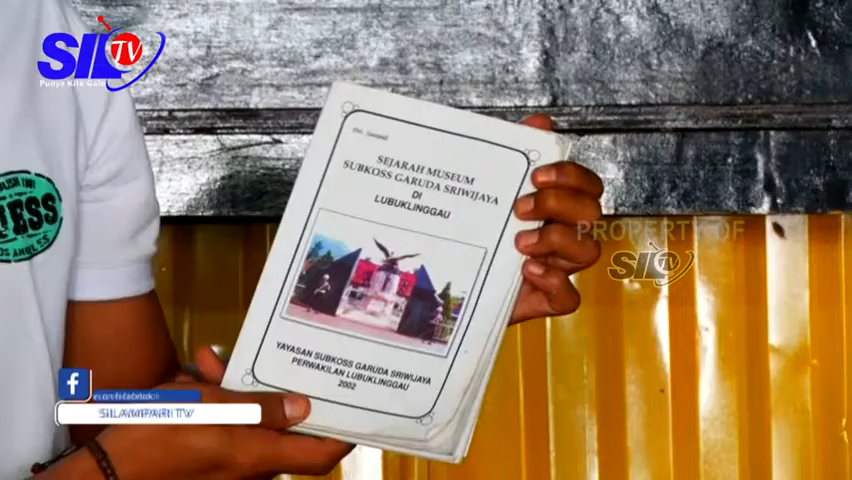 SIL TV
Punya Kite Galo
SEJARAH MUSEUM
SUBKOSS GARUDA SRIWIJAYA
DI
LUBUKLINGGAU
YAYASAN SUBKOSS GARUDA SRIWIJAYA
PERWAKILAN LUBUKLINGGAU
2002
PROPERTY OF
SIL TV
f
SILAMPARI TV